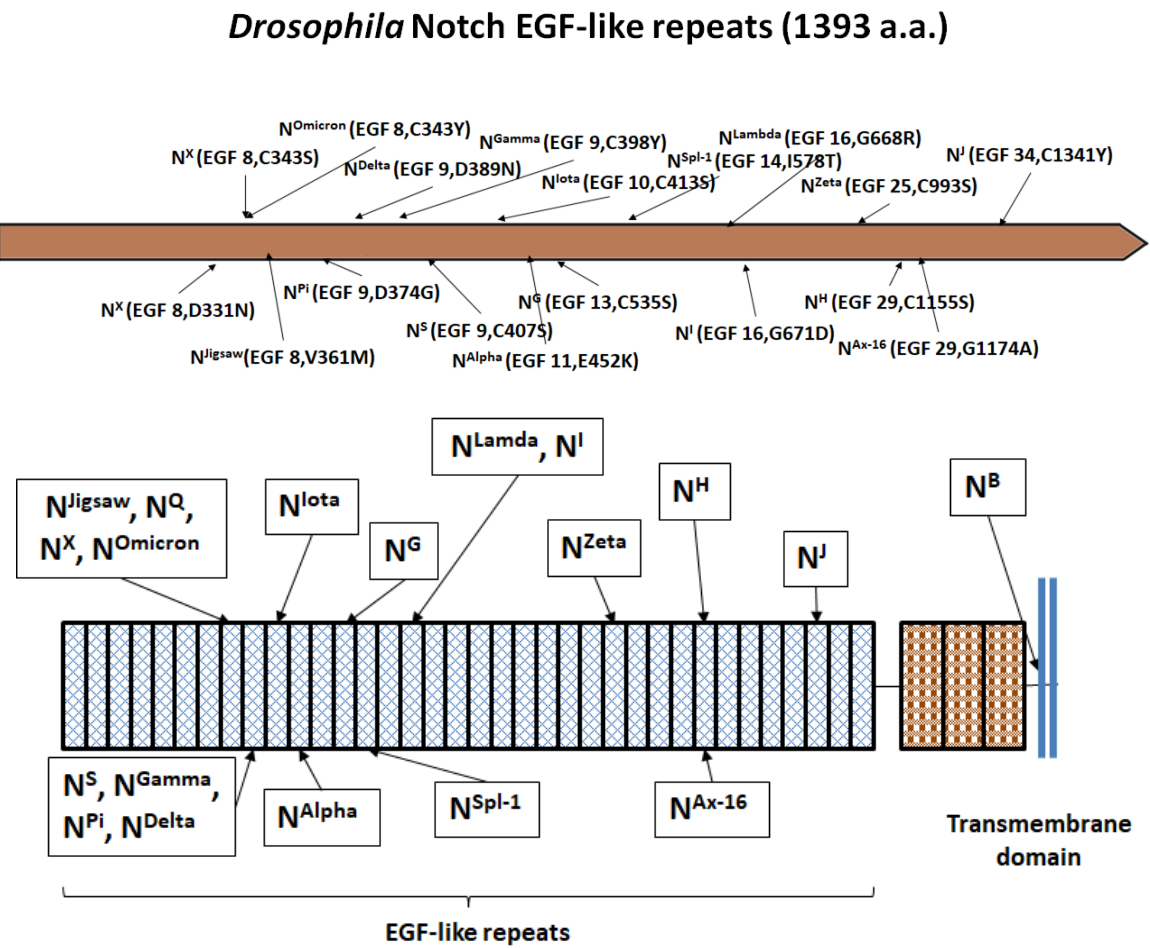 Drosophila Notch EGF-like repeats (1393 a.a.)
N^Omicron (EGF 8,C343Y)
N^X (EGF 8,C343S)
N^Delta (EGF 9,D389N)
N^Gamma (EGF 9,C398Y)
N^Iota (EGF 10,C413S)
N^Spl-1 (EGF 14,I578T)
N^Lambda (EGF 16,G668R)
N^Zeta (EGF 25,C993S)
N^J (EGF 34,C1341Y)
N^X (EGF 8,D331N)
N^Jigsaw(EGF 8,V361M)
N^Pi (EGF 9,D374G)
N^S (EGF 9,C407S)
N^Alpha (EGF 11,E452K)
N^G (EGF 13,C535S)
N^I (EGF 16,G671D)
N^H (EGF 29,C1155S)
N^Ax-16 (EGF 29,G1174A)
N^Jigsaw, N^Q,
N^X, N^Omicron
N^Iota
N^G
N^Lamda, N^I
N^Zeta
N^H
N^J
N^B
N^S, N^Gamma,
N^Pi, N^Delta
N^Alpha
N^Spl-1
N^Ax-16
Transmembrane
domain
EGF-like repeats